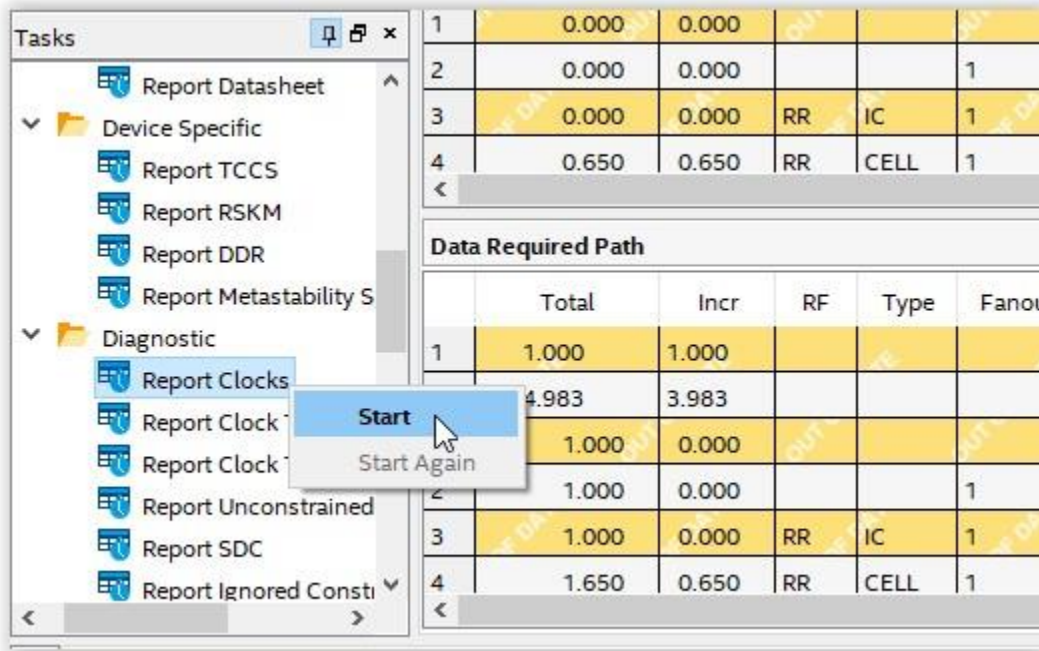 Tasks
Report Datasheet
Device Specific
Report TCCS
Report RSKM
Report DDR
Report Metastability S
Diagnostic
Report Clocks
Report Clock
Report Clock
Report Unconstrained
Report SDC
Report Ignored Consti
Start
Start Again
1 0.000 0.000
2 0.000 0.000 1
3 0.000 0.000 RR IC 1
4 0.650 0.650 RR CELL 1
Data Required Path
Total Incr RF Type Fanou
1 1.000 1.000
4.983 3.983
1.000 0.000
2 1.000 0.000 1
3 1.000 0.000 RR IC 1
4 1.650 0.650 RR CELL 1